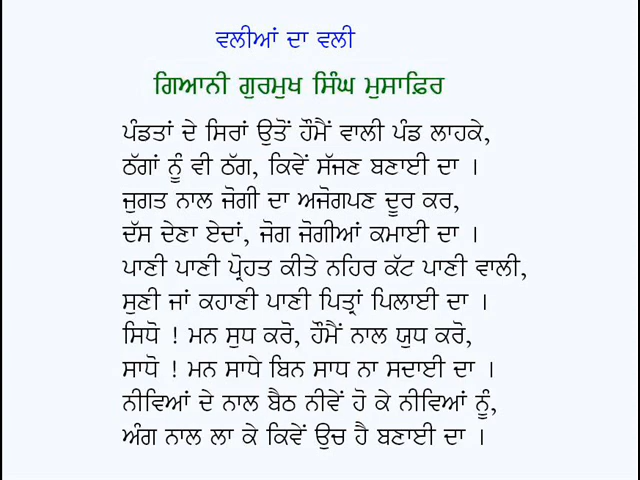 ਵਲੀਆਂ ਦਾ ਵਲੀ
ਗਿਆਨੀ ਗੁਰਮੁਖ ਸਿੰਘ ਮੁਸਾਫ਼ਿਰ
ਪੰਡਤਾਂ ਦੇ ਸਿਰਾਂ ਉਤੋਂ ਹੌਮੈਂ ਵਾਲੀ ਪੰਡ ਲਾਹਕੇ,
ਠੱਗਾਂ ਨੂੰ ਵੀ ਠੱਗ, ਕਿਵੇਂ ਸੱਜਣ ਬਣਾਈ ਦਾ ।
ਜੁਗਤ ਨਾਲ ਜੋਗੀ ਦਾ ਅਜੋਗਪਣ ਦੂਰ ਕਰ,
ਦੱਸ ਦੇਣਾ ਏਦਾਂ, ਜੋਗ ਜੋਗੀਆਂ ਕਮਾਈ ਦਾ ।
ਪਾਣੀ ਪਾਣੀ ਪ੍ਰੋਹਤ ਕੀਤੇ ਨਹਿਰ ਕੱਟ ਪਾਣੀ ਵਾਲੀ,
ਸੁਣੀ ਜਾਂ ਕਹਾਣੀ ਪਾਣੀ ਪਿਤ੍ਰਾਂ ਪਿਲਾਈ ਦਾ ।
ਸਿਧੋ ! ਮਨ ਸੁਧ ਕਰੋ, ਹੌਮੈਂ ਨਾਲ ਯੁਧ ਕਰੋ,
ਸਾਧੋ ! ਮਨ ਸਾਧੇ ਬਿਨ ਸਾਧ ਨਾ ਸਦਾਈ ਦਾ ।
ਨੀਵਿਆਂ ਦੇ ਨਾਲ ਬੈਠ ਨੀਵੇਂ ਹੋ ਕੇ ਨੀਵਿਆਂ ਨੂੰ,
ਅੰਗ ਨਾਲ ਲਾ ਕੇ ਕਿਵੇਂ ਉਚ ਹੈ ਬਣਾਈ ਦਾ ।